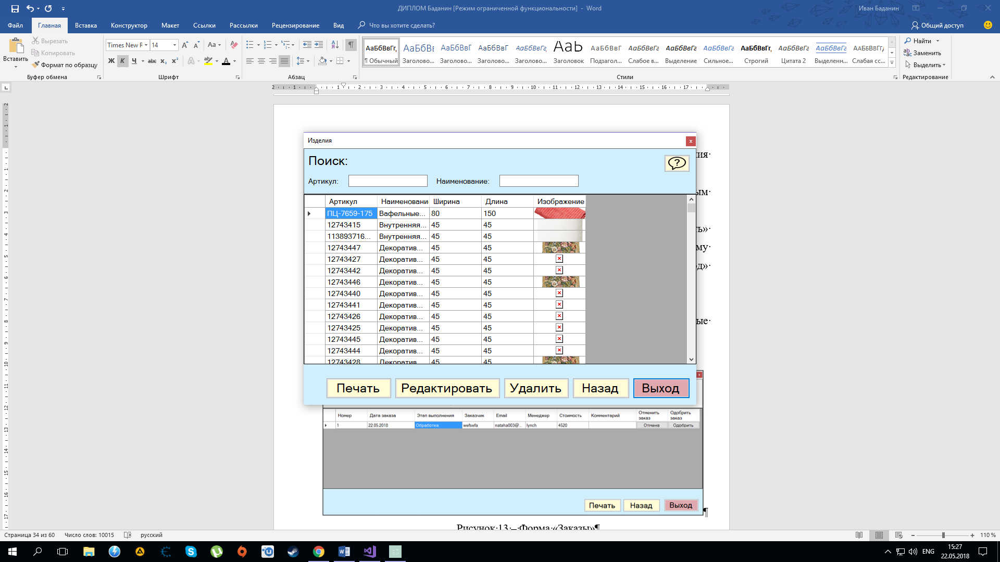 ДИПЛОМ Баданин [Режим ограниченной функциональности] - Word
Иван Баданин
Файл Главная Вставка Конструктор Макет Ссылки Рассылки Рецензирование Вид Что вы хотите сделать? Общий доступ
Вставить
Вырезать
Копировать
Формат по образцу
Буфер обмена
Times New R 14
Шрифт
Абзац
АаБбВвГг, АаБбВв АаБбВвГ АаБбВвГ АаБбВвГг АаБ АаБбВвГ АаБбВвГг АаБбВвГг АаБбВвГг АаБбВвГг, АаБбВвГг АаБбВвГг ААББВВГГ
¶ Обычный Заголово... Заголово... Заголово... Заголово... Заголовок Подзагол... Слабое в... Выделение Сильное... Строгий Цитата 2 Выделенн... Слабая сс...
Стили
Найти
Заменить
Выделить
Редактирование
Изделия
Поиск:
Артикул: Наименование:
Артикул Наименовани Ширина Длина Изображение
ПЦ-7659-175 Вафельные... 80 150
12743415 Внутренняя... 45 45
113893716... Внутренняя... 45 45
12743447 Декоратив... 45 45
12743427 Декоратив... 45 45
12743442 Декоратив... 45 45
12743446 Декоратив... 45 45
12743440 Декоратив... 45 45
12743441 Декоратив... 45 45
12743426 Декоратив... 45 45
12743425 Декоратив... 45 45
12743445 Декоратив... 45 45
12743444 Декоратив... 45 45
12743428 Декоратив... 45 45
Печать Редактировать Удалить Назад Выход
Номер Дата заказа Этап выполнения Заказчик Email Менеджер Стоимость Комментарий Отменить заказ Одобрить заказ
1 22.05.2018 Обработка wefsefa nataha003@... lynch 4520 Отмена Одобрить
Печать Назад Выход
Рисунок·13·–·Форма·«Заказы»¶
Страница 34 из 60 Число слов: 10015 русский 110 %
ENG 15:27
22.05.2018